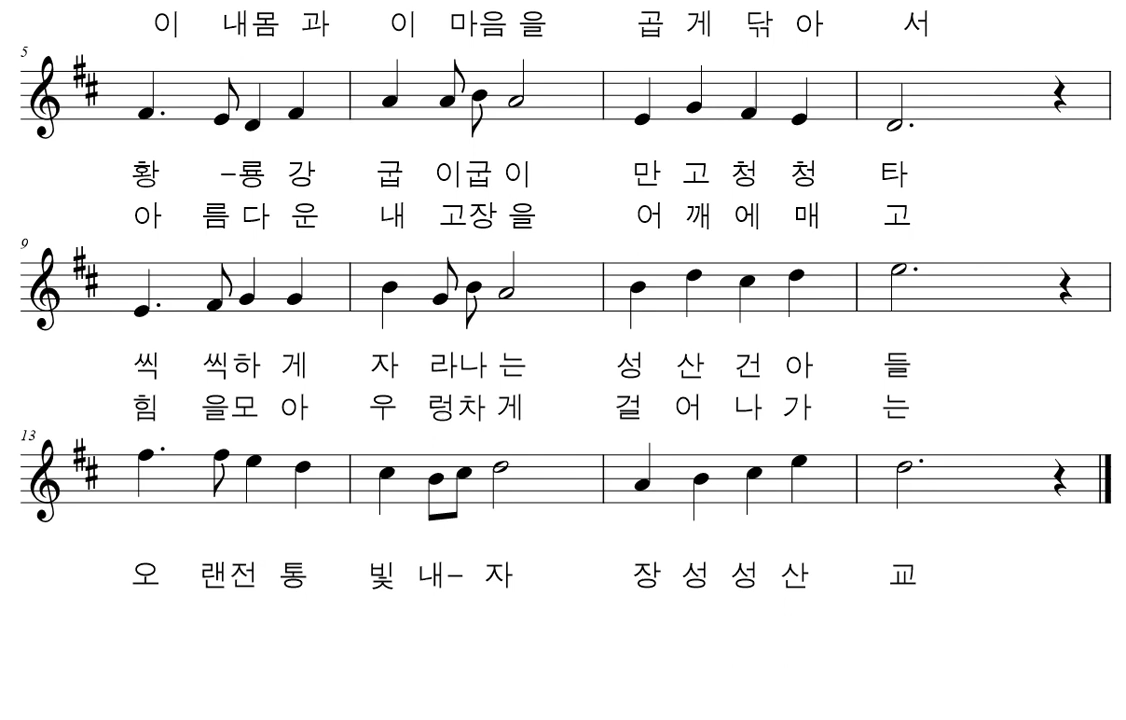 이 내몸 과 이 마음 을 곱 게 닦 아 서
5
황 -룡 강 굽 이굽 이 만 고 청 청 타
아 름 다 운 내 고장 을 어 깨 에 매 고
9
씩 씩하 게 자 라나 는 성 산 건 아 들
힘 을모 아 우 렁차 게 걸 어 나 가 는
13
오 랜전 통 빛 내- 자 장 성 성 산 교